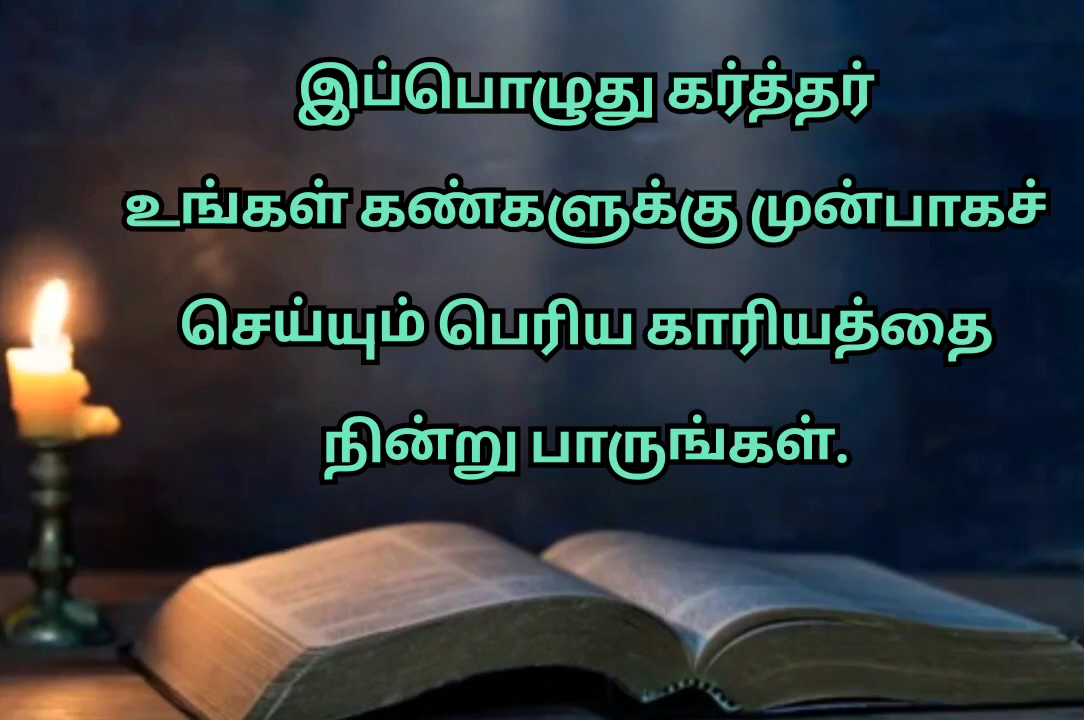 இப்பொழுது கர்த்தர்
உங்கள் கண்களுக்கு முன்பாகச்
செய்யும் பெரிய காரியத்தை
நின்று பாருங்கள்.